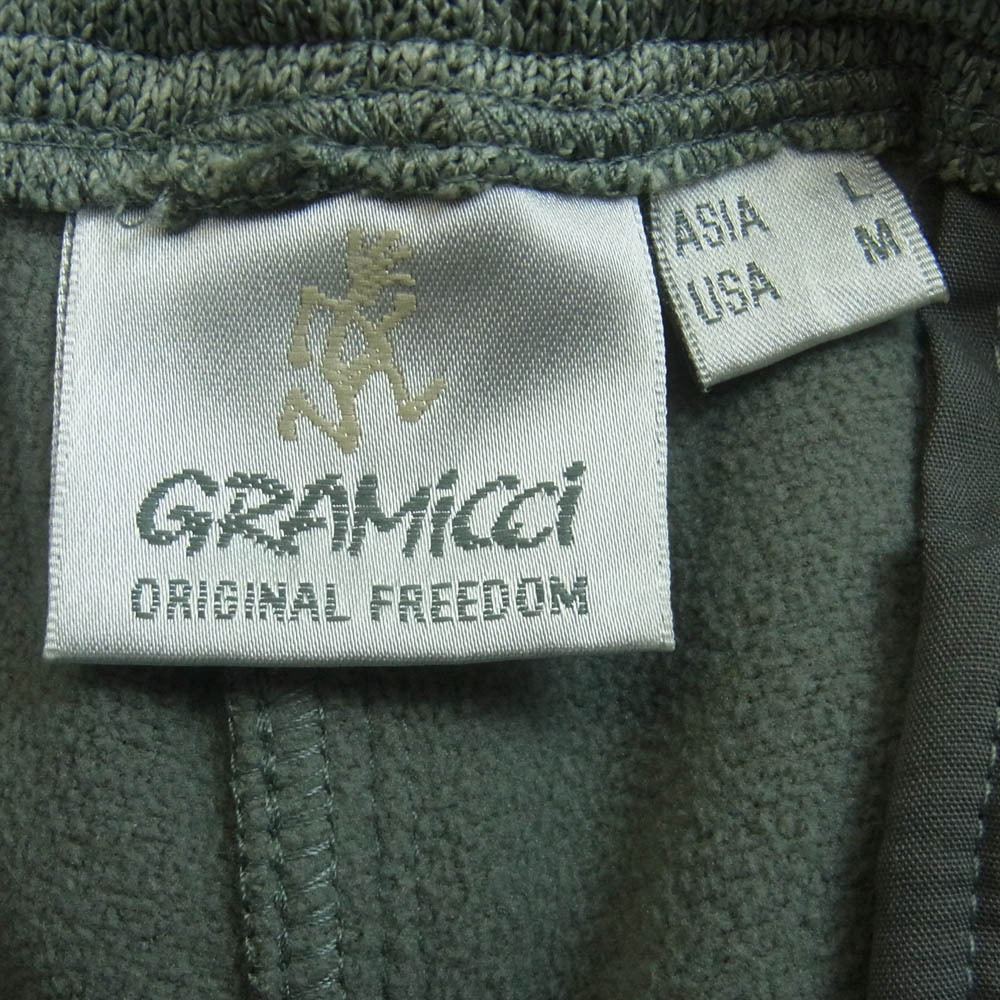 GRAMiCCi
ORIGINAL FREEDOM
ASIA L
USA M